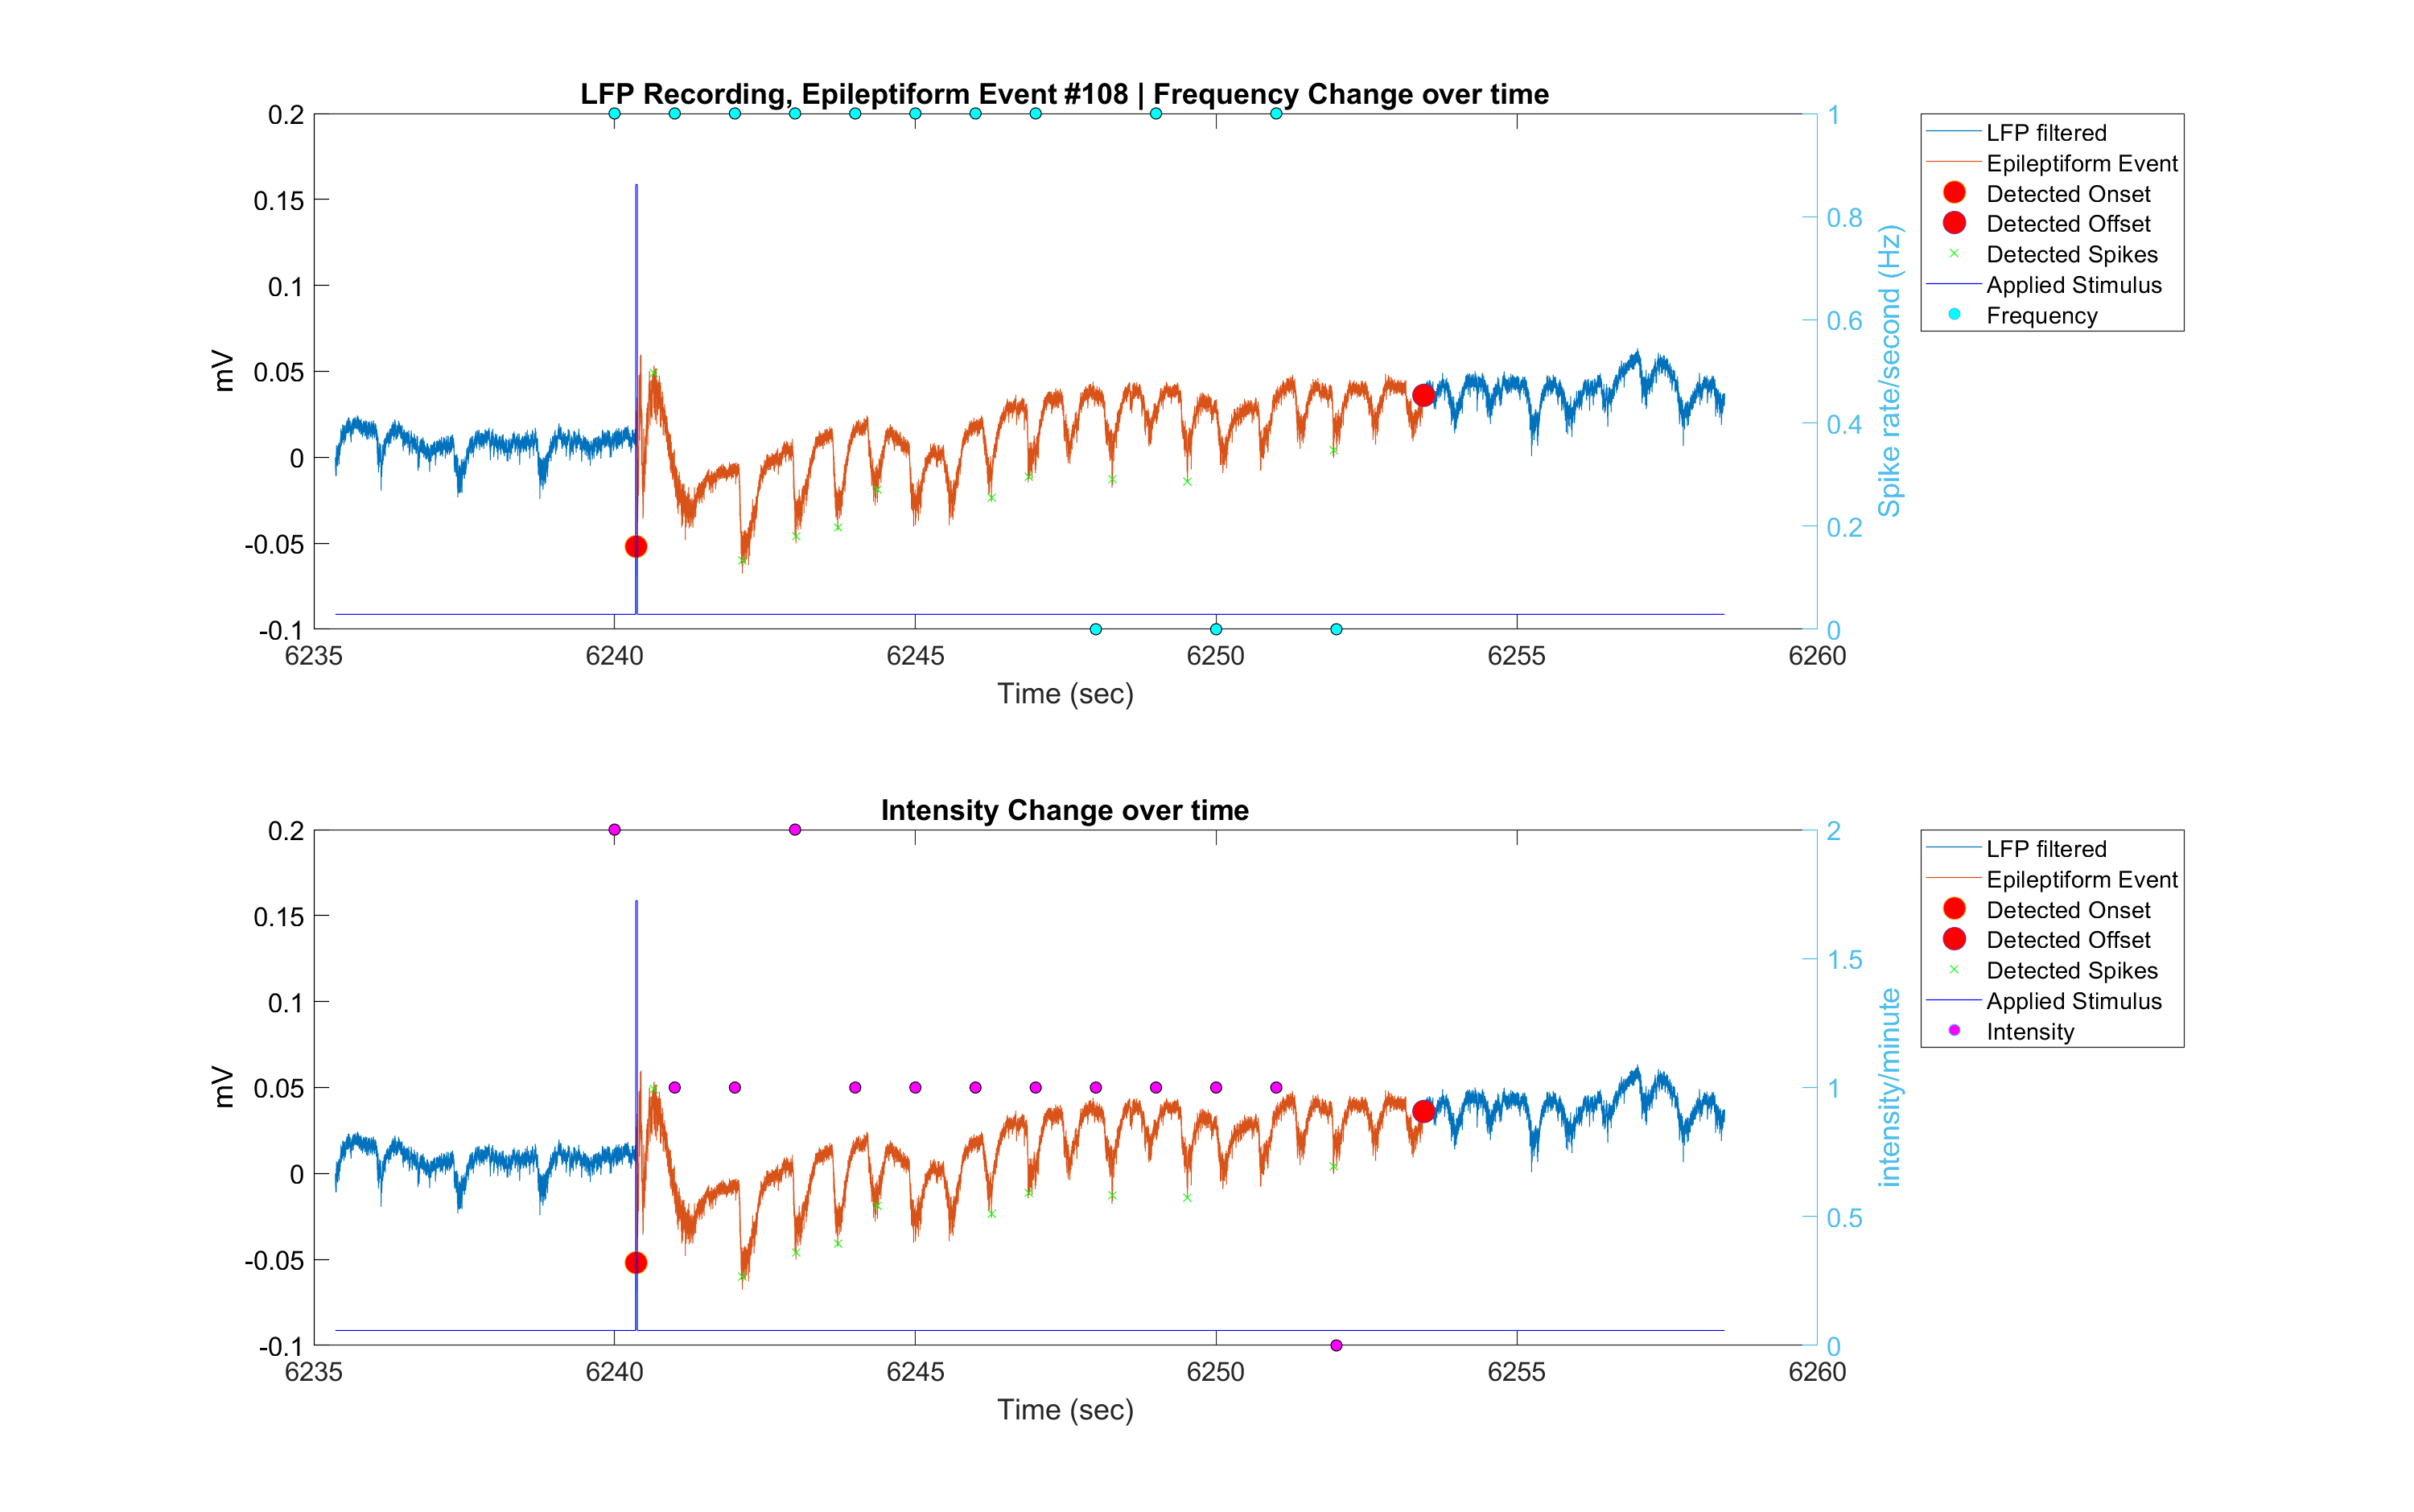 LFP Recording, Epileptiform Event #108 | Frequency Change over time
0.2
0.15
0.1
0.05
0
-0.05
-0.1
mV
6235
6240
6245
6250
6255
6260
Time (sec)
1
0.8
0.6
0.4
0.2
0
Spike rate/second (Hz)
LFP filtered
Epileptiform Event
Detected Onset
Detected Offset
Detected Spikes
Applied Stimulus
Frequency
Intensity Change over time
0.2
0.15
0.1
0.05
0
-0.05
-0.1
mV
6235
6240
6245
6250
6255
6260
Time (sec)
2
1.5
1
0.5
0
intensity/minute
LFP filtered
Epileptiform Event
Detected Onset
Detected Offset
Detected Spikes
Applied Stimulus
Intensity